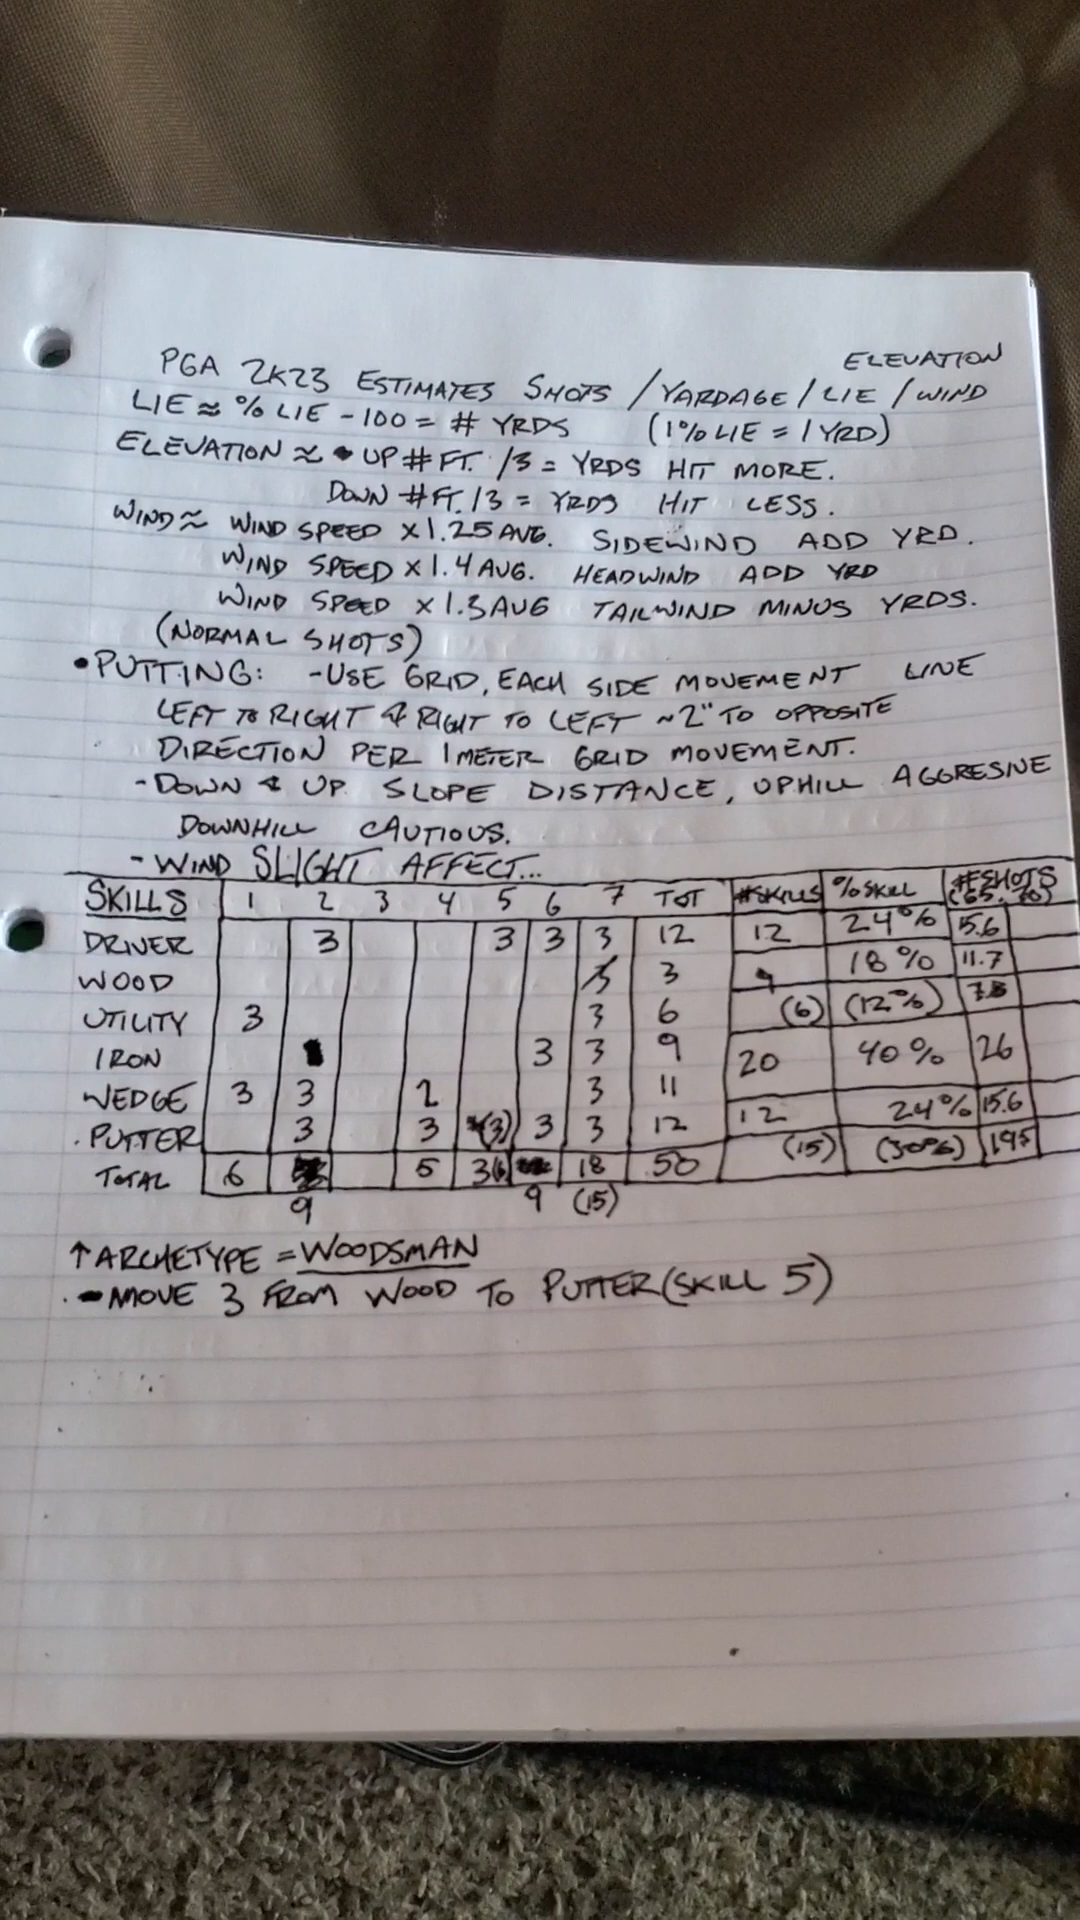 ELEVATION
PGA 2K23 ESTIMATES SHOTS / YARDAGE / LIE / WIND
LIE ≈ % LIE - 100 = # YRDS (1% LIE = 1 YRD)
ELEVATION ≈ UP # FT. /3 = YRDS HIT MORE.
DOWN # FT. /3 = YRDS HIT LESS.
WIND ≈ WIND SPEED X 1.25 AVG. SIDEWIND ADD YRD.
WIND SPEED X 1.4 AUG. HEADWIND ADD YRD
WIND SPEED X 1.3 AUG TAILWIND MINUS YRDS.
(NORMAL SHOTS)
• PUTTING: - USE GRID, EACH SIDE MOVEMENT LINE
LEFT TO RIGHT & RIGHT TO LEFT ~2" TO OPPOSITE
DIRECTION PER 1 METER GRID MOVEMENT.
- DOWN & UP SLOPE DISTANCE, UPHILL AGGRESIVE
DOWNHILL CAUTIOUS.
- WIND SLIGHT AFFECT...
SKILLS 1 2 3 4 5 6 7 TOT #SKILLS % SKILL # SHOTS (65. 70)
DRIVER 3 3 3 3 12 12 24% 15.6
WOOD 3 3 9 18% 11.7
UTILITY 3 3 6 (6) (12%) 7.8
IRON 3 3 9 20 40% 26
WEDGE 3 3 2 3 11
PUTTER 3 3 (3) 3 3 12 12 24% 15.6
TOTAL 6 5 3 18 50 (15) (30%) 19.5
9 9 (15)
↑ ARCHETYPE = WOODSMAN
- MOVE 3 FROM WOOD TO PUTTER (SKILL 5)